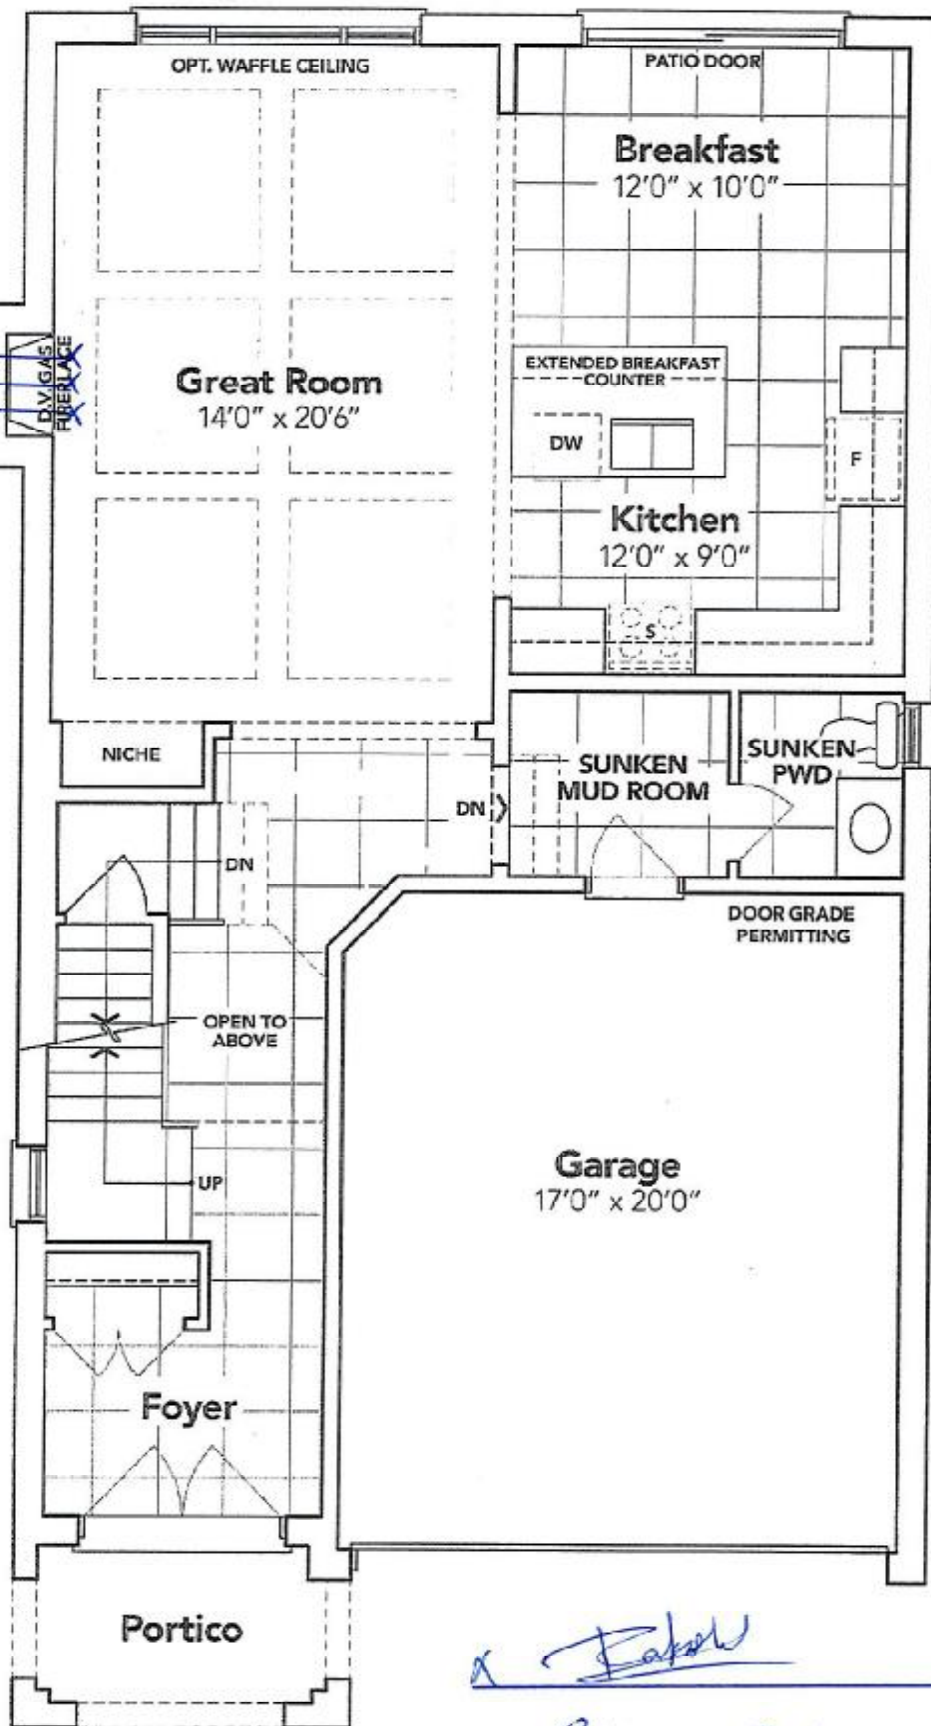 OPT. WAFFLE CEILING
PATIO DOOR
Breakfast
12'0" x 10'0"
D.V. GAS
FIREPLACE
Great Room
14'0" x 20'6"
EXTENDED BREAKFAST
COUNTER
DW
F
Kitchen
12'0" x 9'0"
S
NICHE
SUNKEN
MUD ROOM
SUNKEN
PWD
DN
DN
DOOR GRADE
PERMITTING
OPEN TO
ABOVE
Garage
17'0" x 20'0"
UP
Foyer
Portico
X